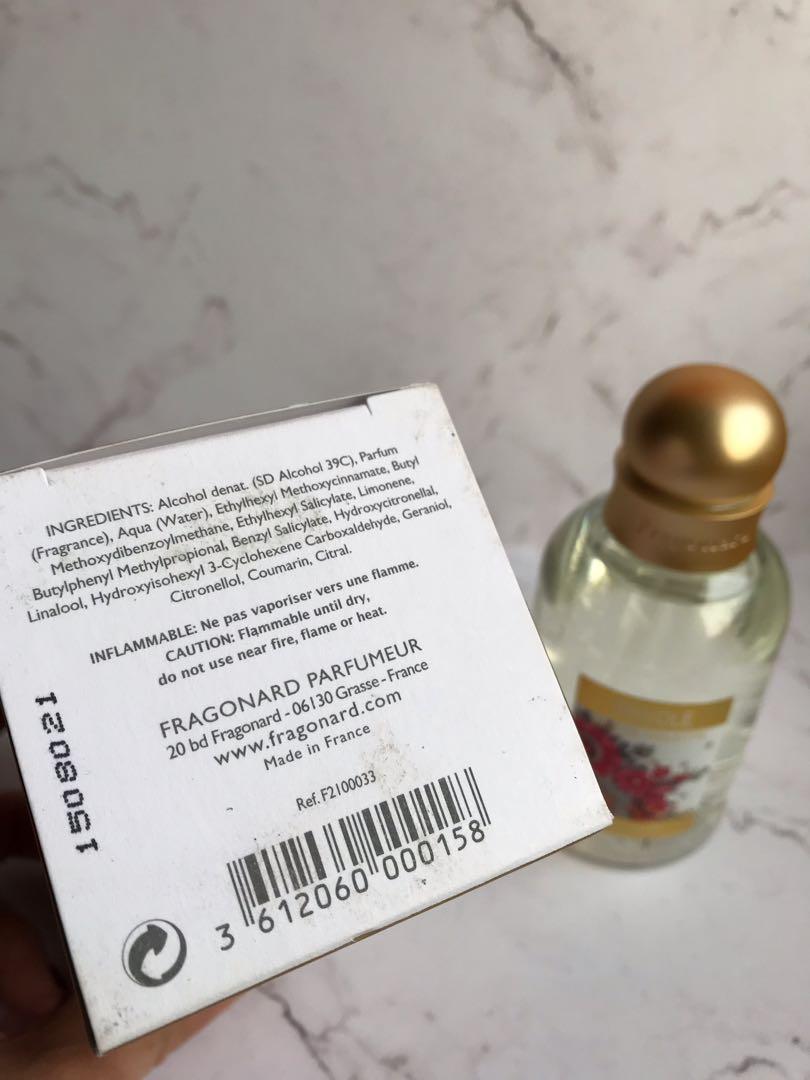 INGREDIENTS: Alcohol denat. (SD Alcohol 39C), Parfum
(Fragrance), Aqua (Water), Ethylhexyl Methoxycinnamate, Butyl
Methoxydibenzoylmethane, Ethylhexyl Salicylate, Limonene,
Butylphenyl Methylpropional, Benzyl Salicylate, Hydroxycitronellal,
Linalool, Hydroxyisohexyl 3-Cyclohexene Carboxaldehyde, Geraniol,
Citronellol, Coumarin, Citral.
INFLAMMABLE: Ne pas vaporiser vers une flamme.
CAUTION: Flammable until dry,
do not use near fire, flame or heat.
FRAGONARD PARFUMEUR
20 bd Fragonard - 06130 Grasse - France
www.fragonard.com
Made in France
Ref. F2100033
3 612060 000158
1508021